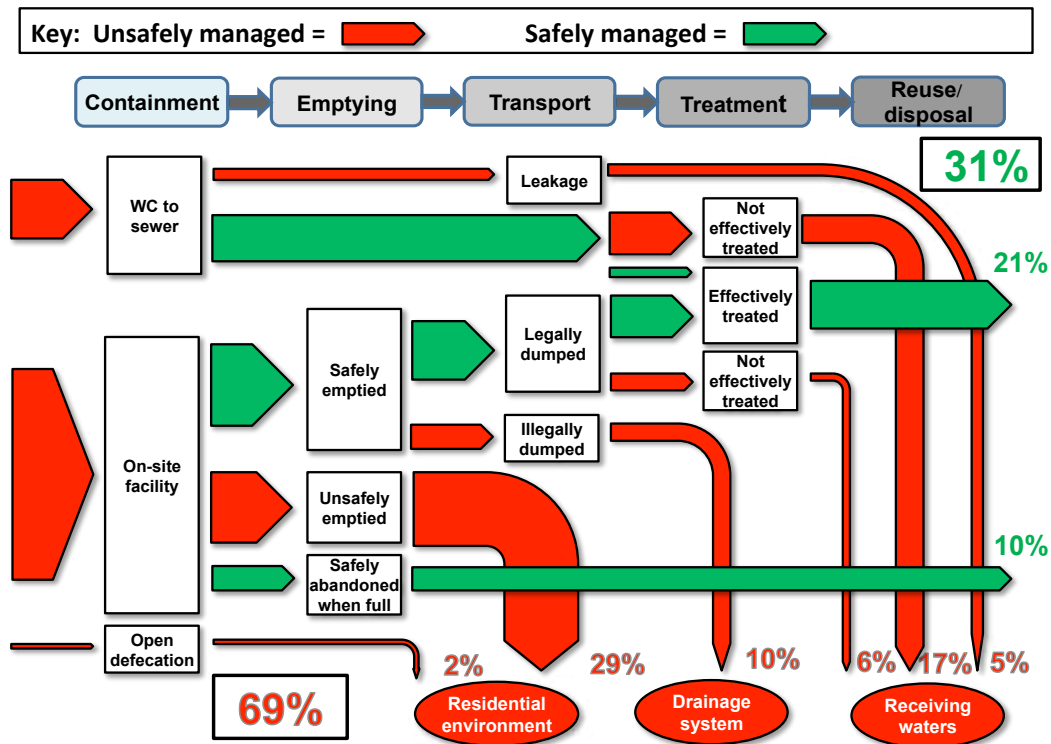 Key: Unsafely managed =
Safely managed =
Containment
Emptying
Transport
Treatment
Reuse/
disposal
31%
WC to
sewer
Leakage
Not
effectively
treated
21%
Effectively
treated
On-site
facility
Safely
emptied
Legally
dumped
Not
effectively
treated
Illegally
dumped
Unsafely
emptied
Safely
abandoned
when full
10%
Open
defecation
69%
2%
29%
10%
6%
17%
5%
Residential
environment
Drainage
system
Receiving
waters